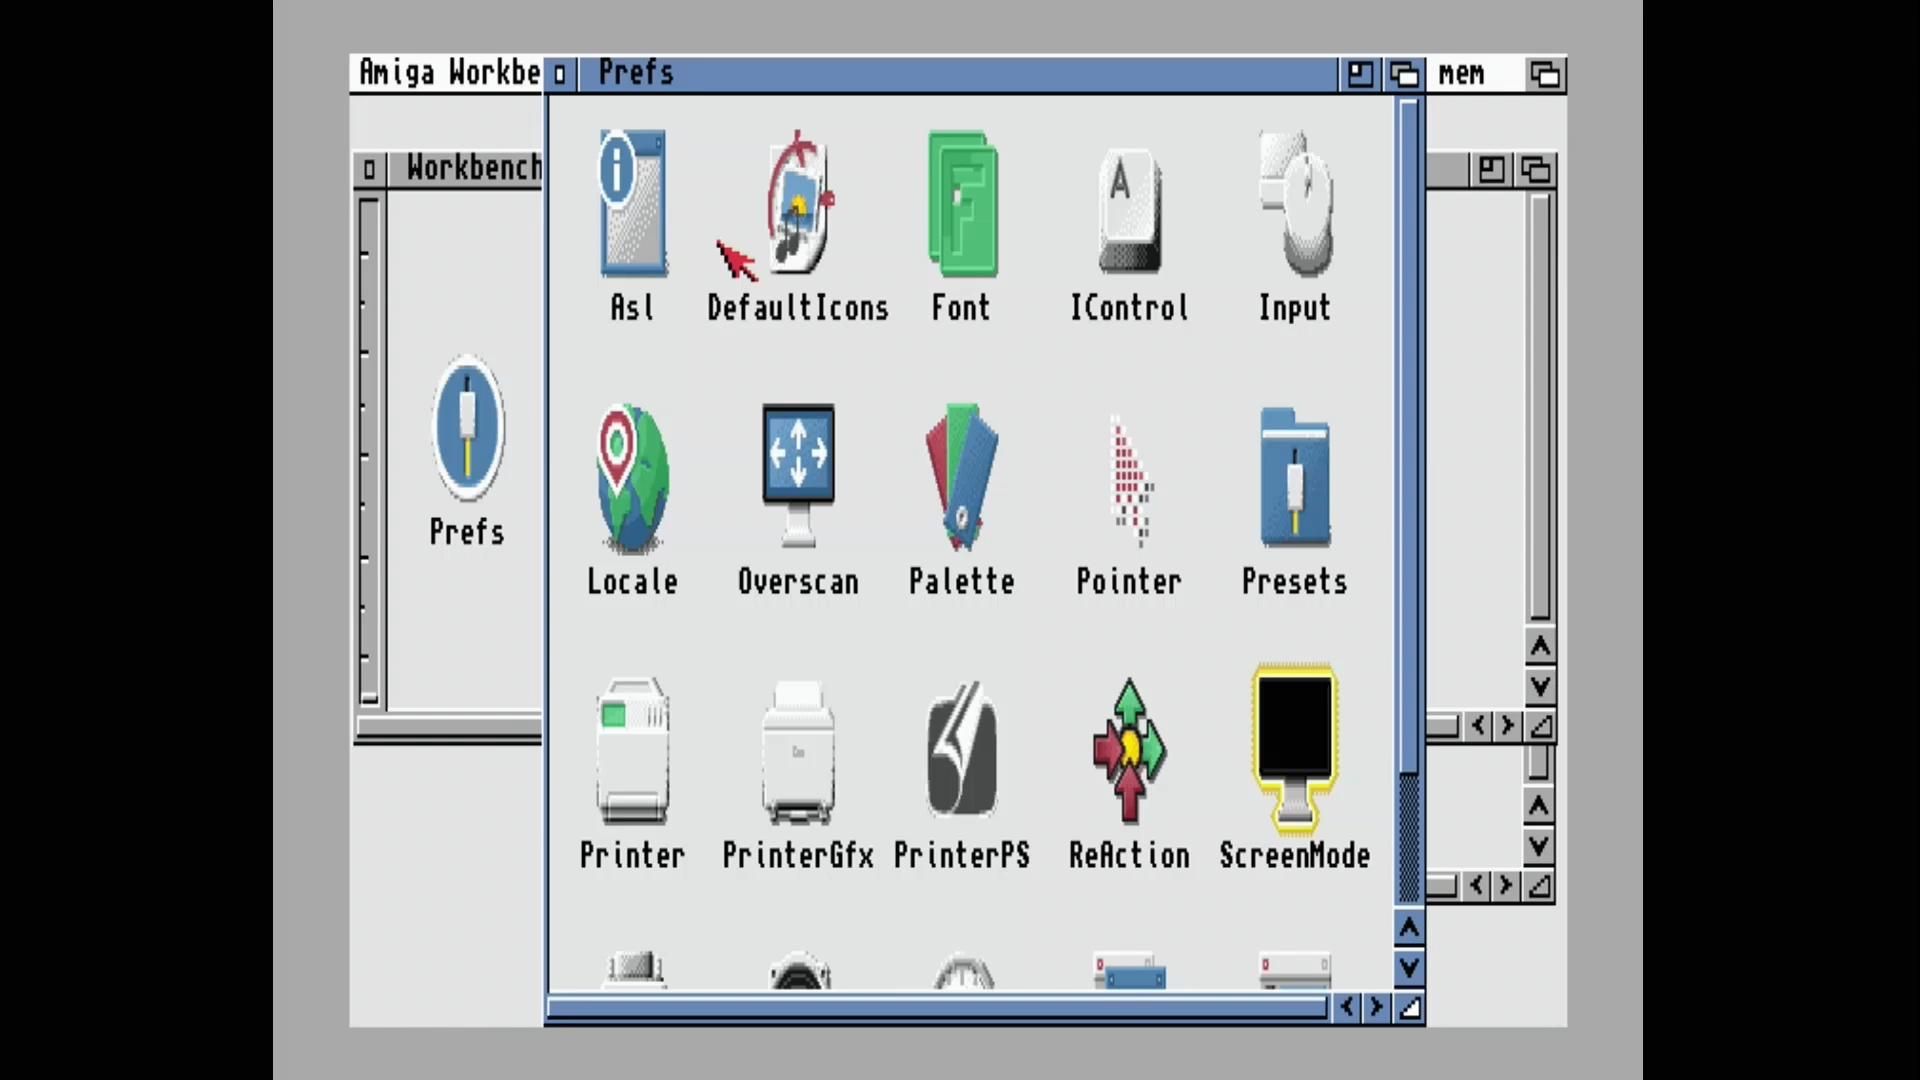 Amiga Workbe
Prefs
mem
Workbench
Prefs
Asl
DefaultIcons
Font
A
IControl
Input
Locale
Overscan
Palette
Pointer
Presets
Printer
PrinterGfx
PrinterPS
ReAction
ScreenMode